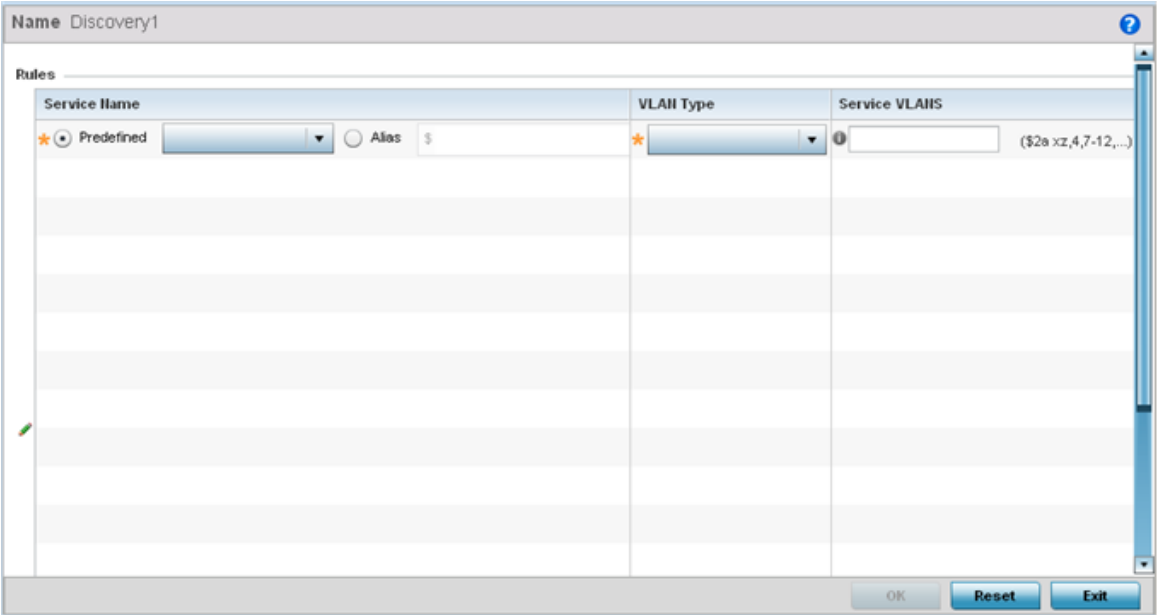 Name Discovery1
Rules
Service Name VLAN Type Service VLANS
Predefined Alias $ ($2a xz,4,7-12,...)
OK Reset Exit